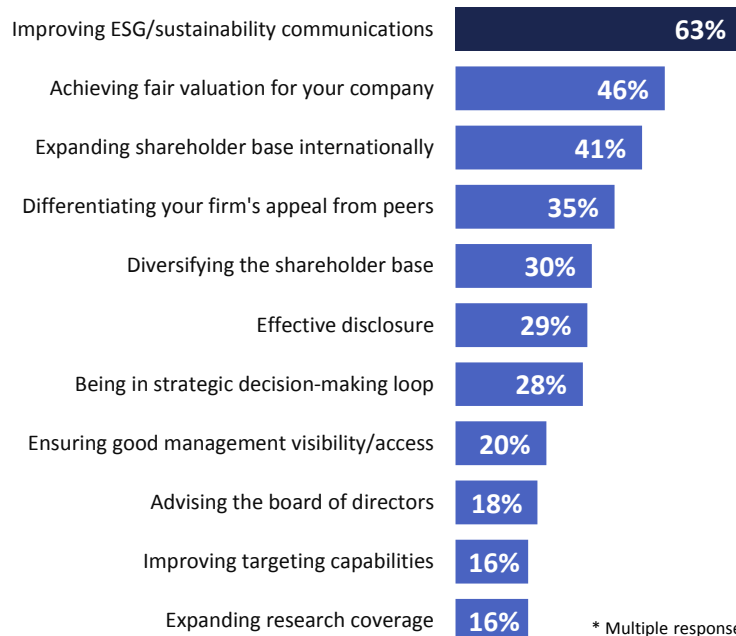 Improving ESG/sustainability communications 63%
Achieving fair valuation for your company 46%
Expanding shareholder base internationally 41%
Differentiating your firm's appeal from peers 35%
Diversifying the shareholder base 30%
Effective disclosure 29%
Being in strategic decision-making loop 28%
Ensuring good management visibility/access 20%
Advising the board of directors 18%
Improving targeting capabilities 16%
Expanding research coverage 16%
* Multiple response